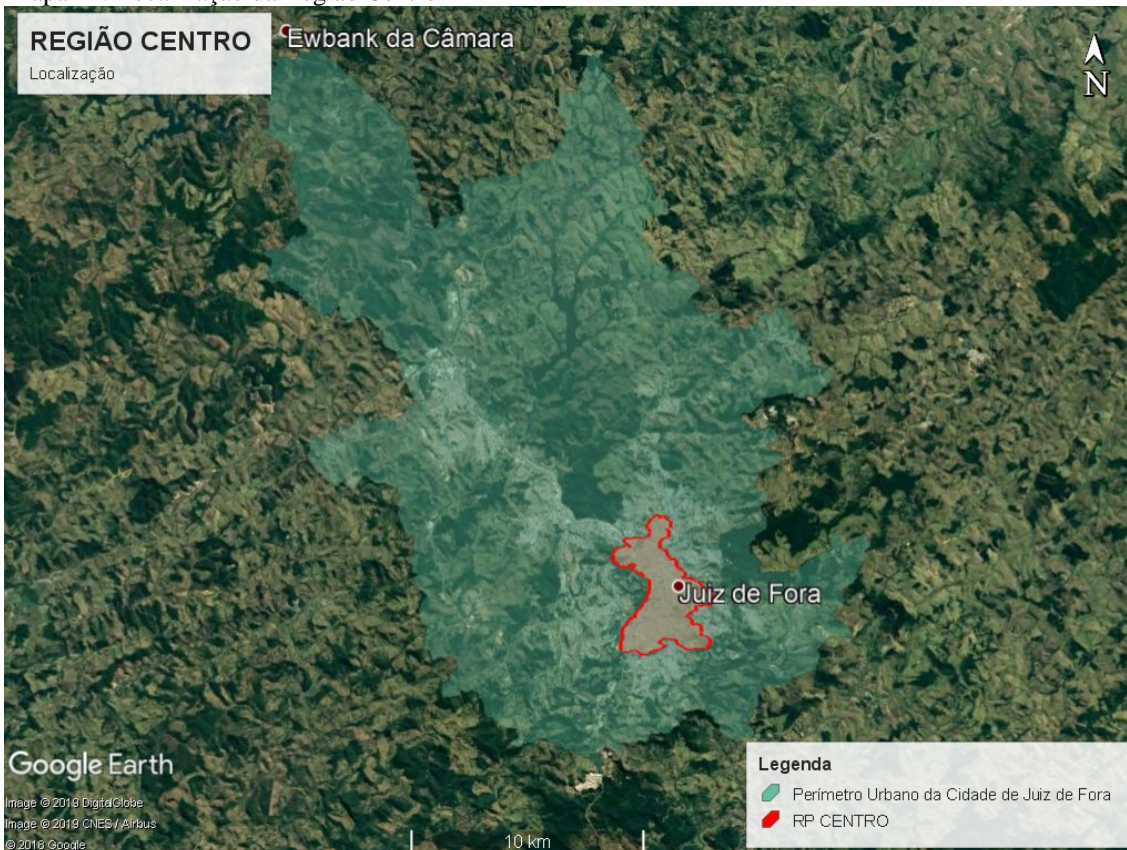 REGIÃO CENTRO
Localização
Ewbank da Câmara
N
Juiz de Fora
Google Earth
Image © 2019 DigitalGlobe
Image © 2019 CNES / Airbus
© 2018 Google
10 km
Legenda
Perímetro Urbano da Cidade de Juiz de Fora
RP CENTRO